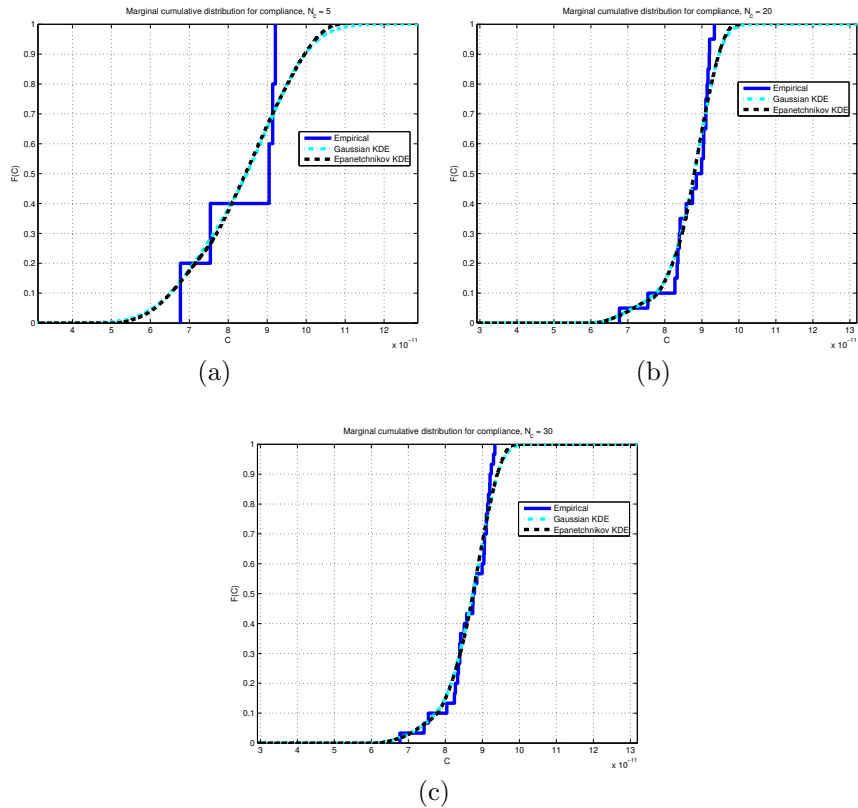 Marginal cumulative distribution for compliance, N_c = 5
1
0.9
0.8
0.7
0.6
0.5
0.4
0.3
0.2
0.1
0
F(C)
Empirical
Gaussian KDE
Epanetchnikov KDE
4 5 6 7 8 9 10 11 12
C
x 10^-11
(a)
Marginal cumulative distribution for compliance, N_c = 20
1
0.9
0.8
0.7
0.6
0.5
0.4
0.3
0.2
0.1
0
F(C)
Empirical
Gaussian KDE
Epanetchnikov KDE
3 4 5 6 7 8 9 10 11 12 13
C
x 10^-11
(b)
Marginal cumulative distribution for compliance, N_c = 30
1
0.9
0.8
0.7
0.6
0.5
0.4
0.3
0.2
0.1
0
F(C)
Empirical
Gaussian KDE
Epanetchnikov KDE
3 4 5 6 7 8 9 10 11 12 13
C
x 10^-11
(c)